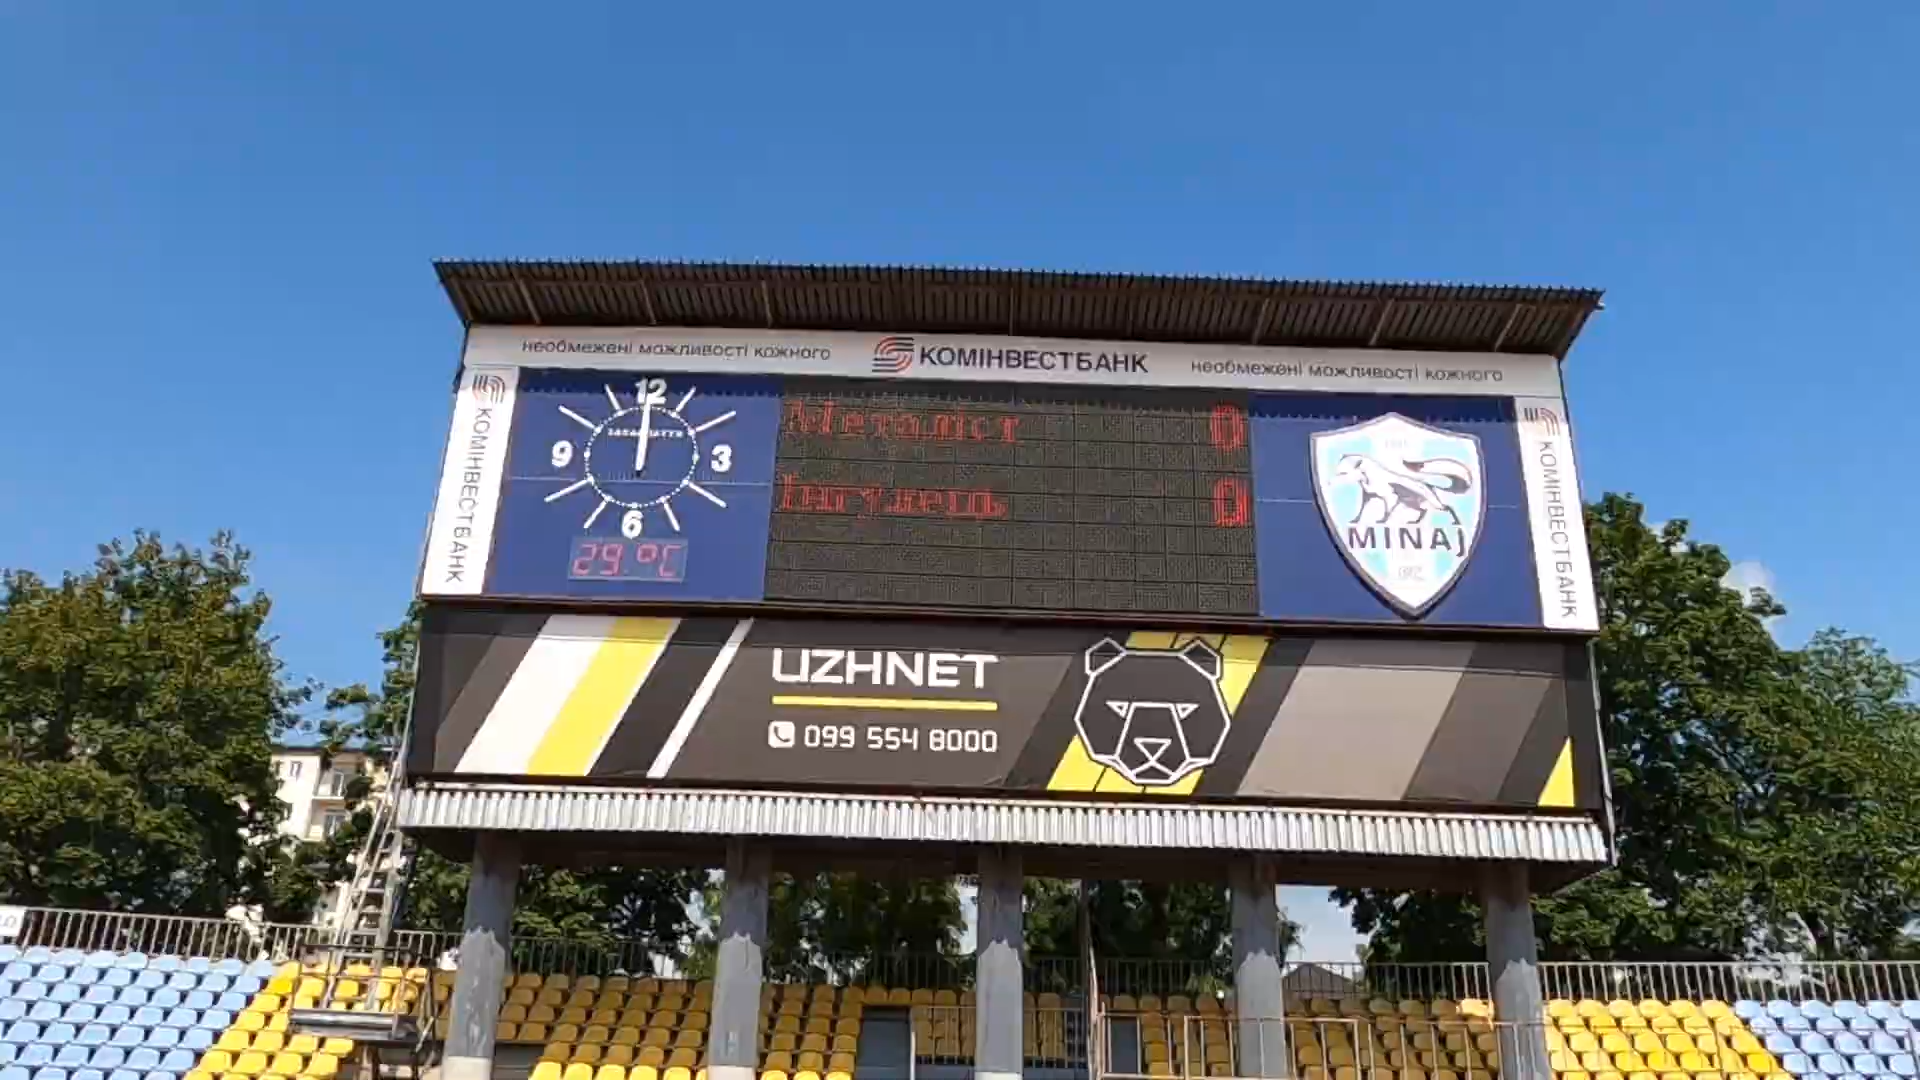 необмежені можливості кожного
КОМІНВЕСТБАНК
необмежені можливості кожного
КОМІНВЕСТБАНК
12
9
3
6
29.°C
Металіст 0
Інгулець 0
MINAJ
КОМІНВЕСТБАНК
UZHNET
099 554 8000